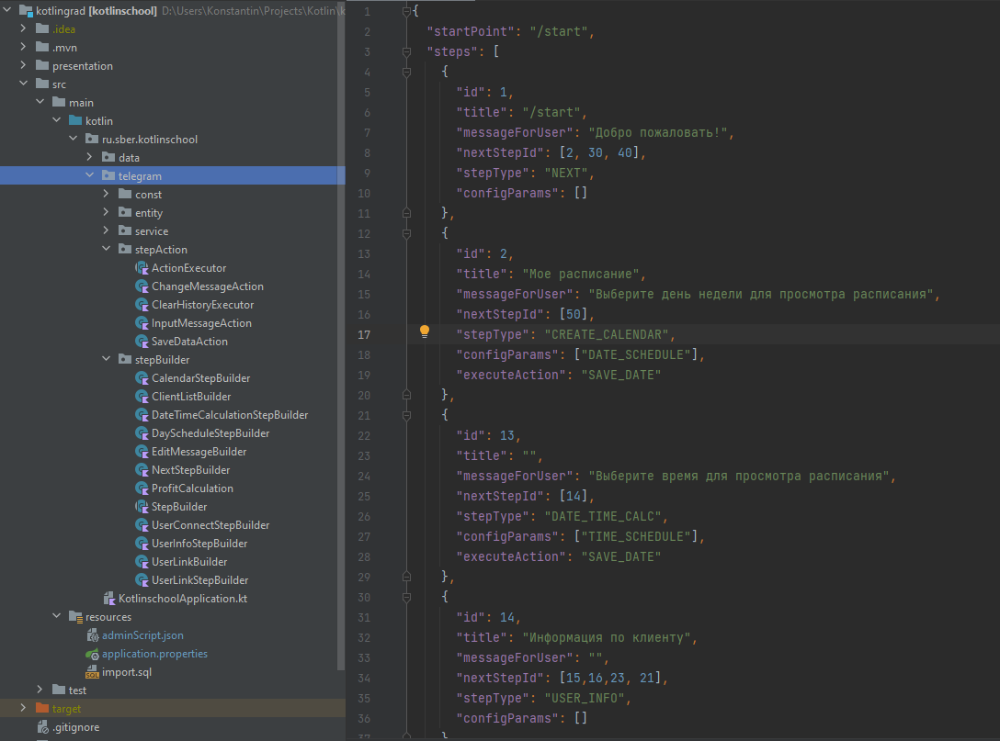 kotlingrad [kotlinschool] D:\Users\Konstantin\Projects\Kotlin\k
.idea
.mvn
presentation
src
main
kotlin
ru.sber.kotlinschool
data
telegram
const
entity
service
stepAction
ActionExecutor
ChangeMessageAction
ClearHistoryExecutor
InputMessageAction
SaveDataAction
stepBuilder
CalendarStepBuilder
ClientListBuilder
DateTimeCalculationStepBuilder
DayScheduleStepBuilder
EditMessageBuilder
NextStepBuilder
ProfitCalculation
StepBuilder
UserConnectStepBuilder
UserInfoStepBuilder
UserLinkBuilder
UserLinkStepBuilder
KotlinschoolApplication.kt
resources
adminScript.json
application.properties
import.sql
test
target
.gitignore
1 {
2 "startPoint": "/start",
3 "steps": [
4 {
5 "id": 1,
6 "title": "/start",
7 "messageForUser": "Добро пожаловать!",
8 "nextStepId": [2, 30, 40],
9 "stepType": "NEXT",
10 "configParams": []
11 },
12 {
13 "id": 2,
14 "title": "Мое расписание",
15 "messageForUser": "Выберите день недели для просмотра расписания",
16 "nextStepId": [50],
17 "stepType": "CREATE_CALENDAR",
18 "configParams": ["DATE_SCHEDULE"],
19 "executeAction": "SAVE_DATE"
20 },
21 {
22 "id": 13,
23 "title": "",
24 "messageForUser": "Выберите время для просмотра расписания",
25 "nextStepId": [14],
26 "stepType": "DATE_TIME_CALC",
27 "configParams": ["TIME_SCHEDULE"],
28 "executeAction": "SAVE_DATE"
29 },
30 {
31 "id": 14,
32 "title": "Информация по клиенту",
33 "messageForUser": "",
34 "nextStepId": [15,16,23, 21],
35 "stepType": "USER_INFO",
36 "configParams": []
37 }